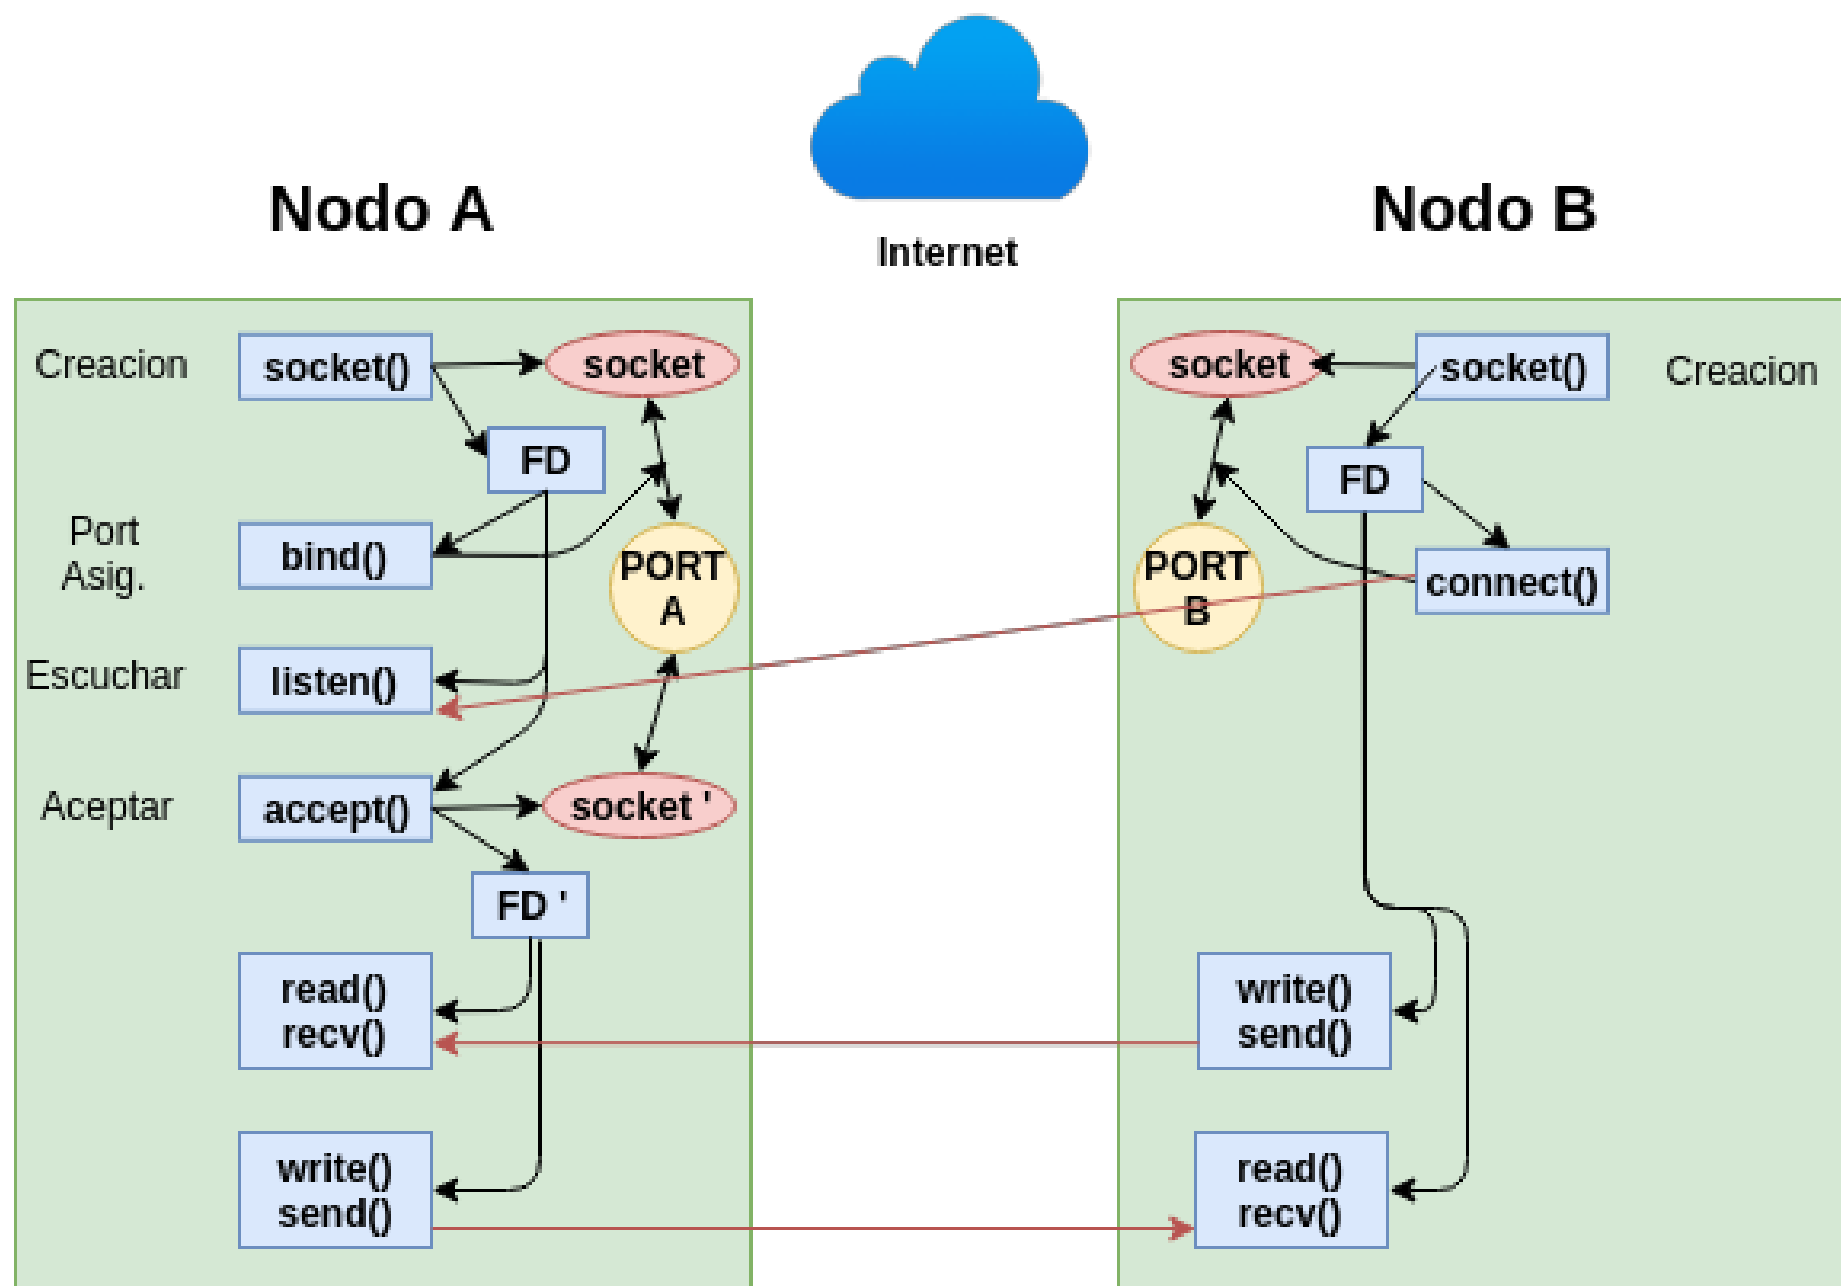 Nodo A
Internet
Nodo B
Creacion
socket()
socket
FD
Port
Asig.
bind()
PORT
A
Escuchar
listen()
Aceptar
accept()
socket '
FD '
read()
recv()
write()
send()
socket
socket()
Creacion
FD
PORT
B
connect()
write()
send()
read()
recv()